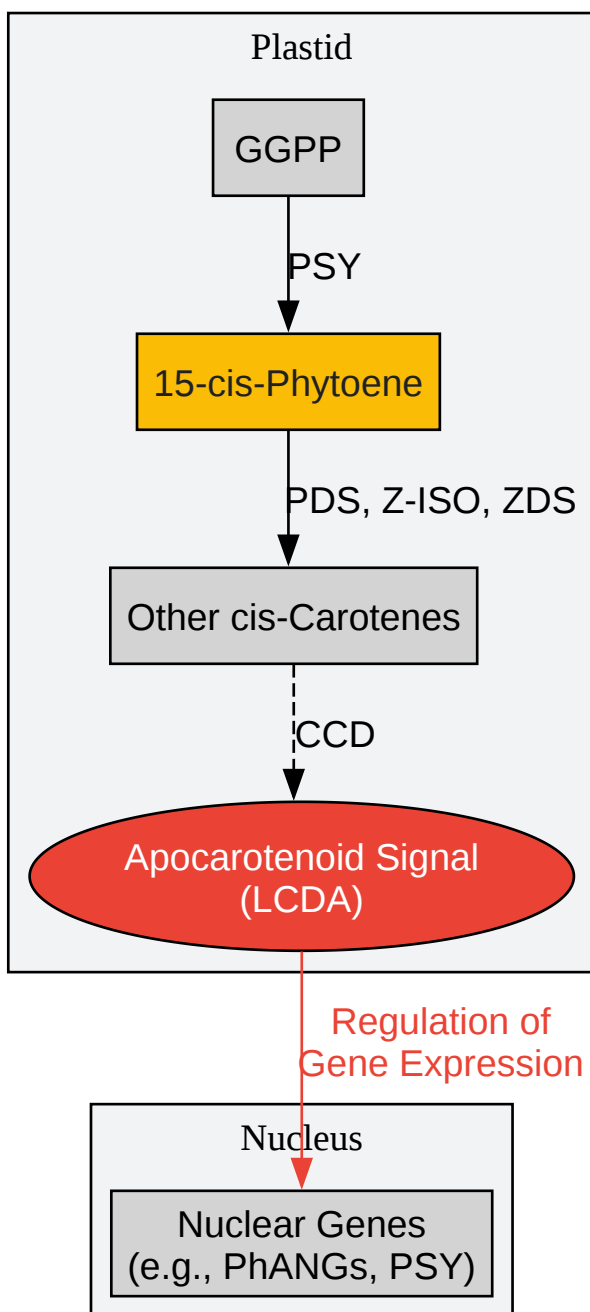 Plastid
GGPP
PSY
15-cis-Phytoene
PDS, Z-ISO, ZDS
Other cis-Carotenes
CCD
Apocarotenoid Signal
(LCDA)
Regulation of
Gene Expression
Nucleus
Nuclear Genes
(e.g., PhANGs, PSY)